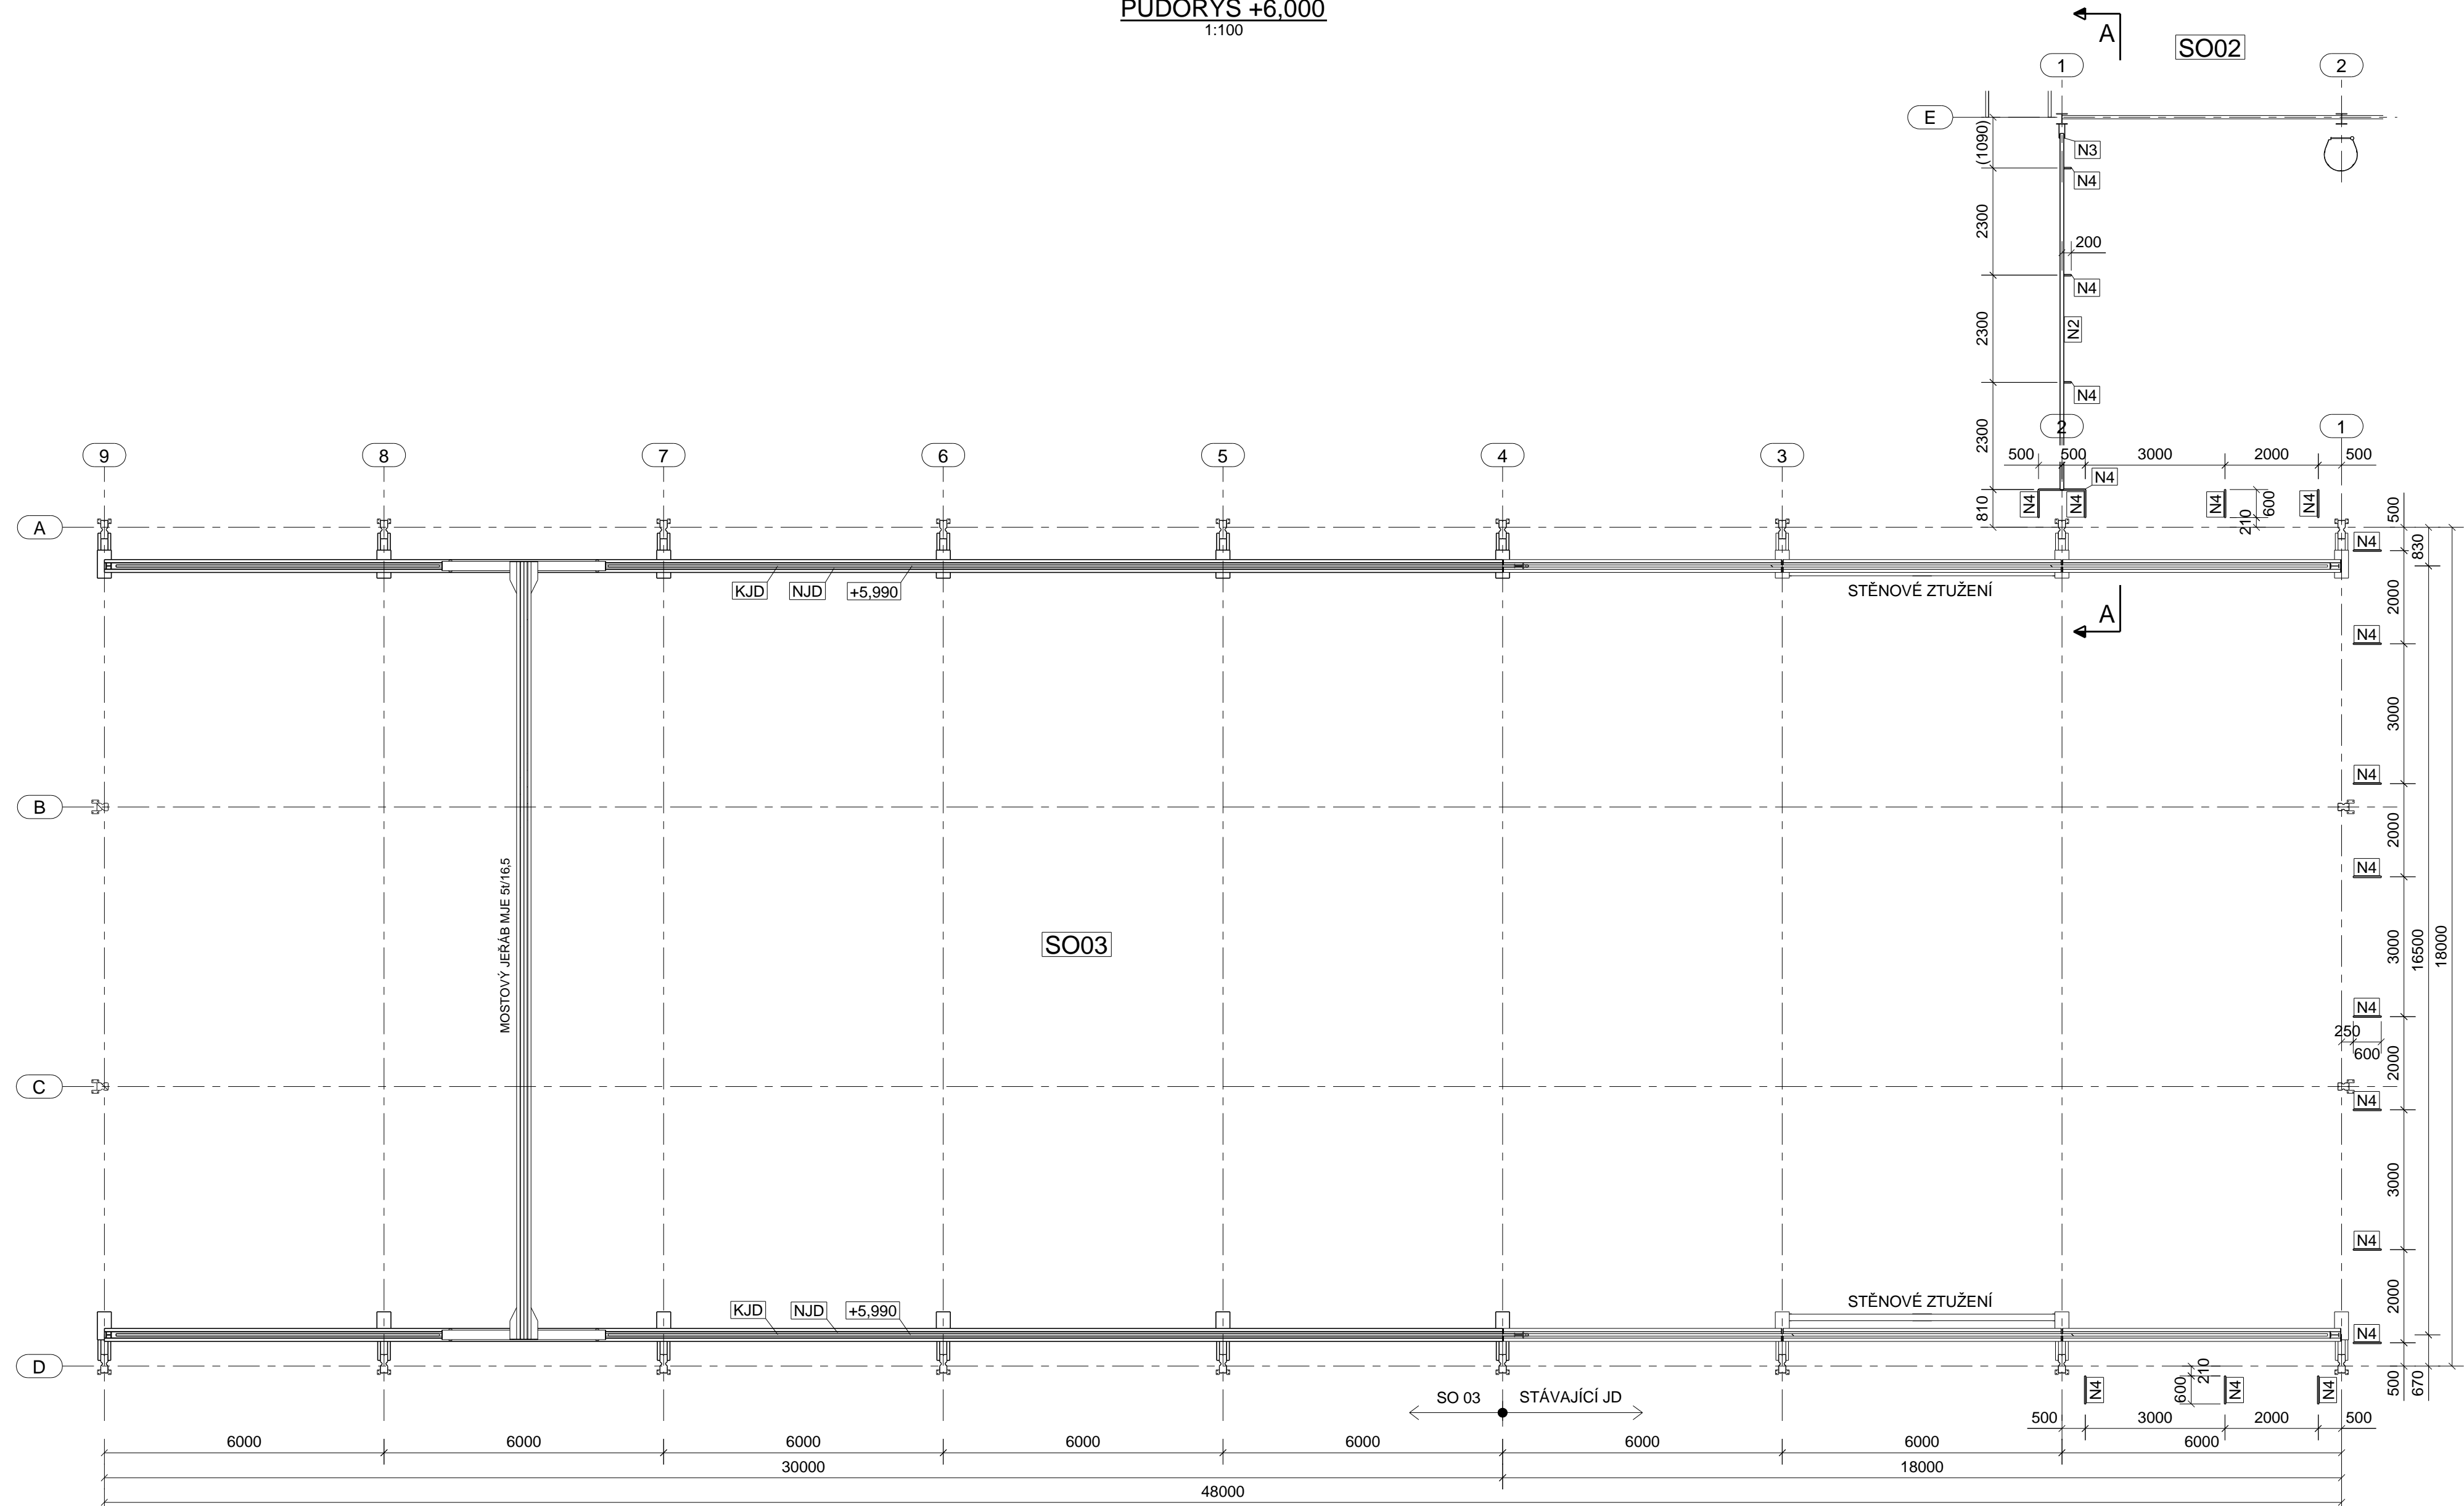 PŮDORYS +6,000
1:100
A
SO02
1
2
E
(1090)
N3
N4
2300
200
N4
2300
N2
N4
2300
9
8
7
6
5
4
3
2
1
500
500
3000
2000
500
N4
N4
N4
N4
N4
600
210
810
500
A
N4
830
KJD
NJD
+5,990
STĚNOVÉ ZTUŽENÍ
2000
A
N4
3000
N4
B
2000
N4
MOSTOVÝ JEŘÁB MJE 5t/16,5
SO03
3000
16500
18000
N4
250
600
2000
C
N4
3000
N4
2000
KJD
NJD
+5,990
STĚNOVÉ ZTUŽENÍ
N4
D
210
600
N4
N4
N4
500
670
SO 03
STÁVAJÍCÍ JD
500
3000
2000
500
6000
6000
6000
6000
6000
6000
6000
6000
30000
18000
48000